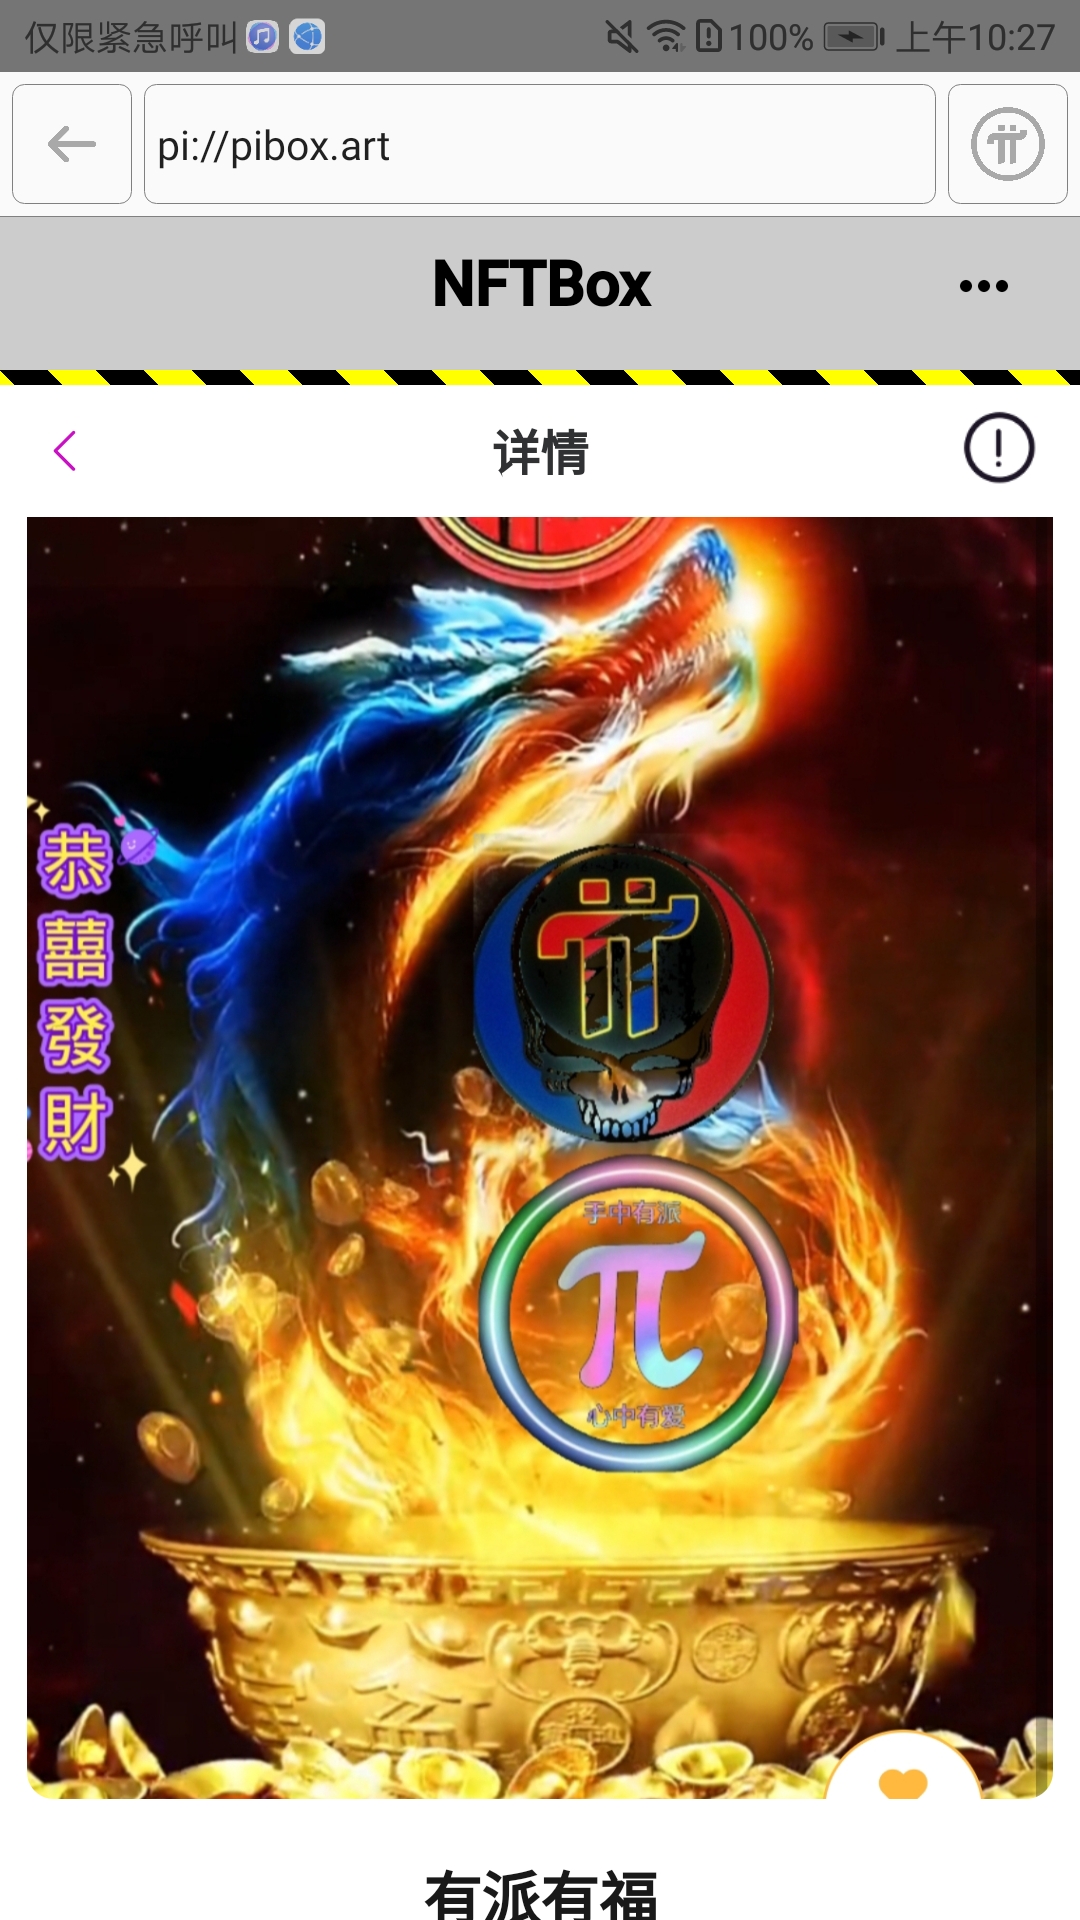 仅限紧急呼叫
100% 上午10:27
pi://pibox.art
NFTBox
详情
恭
囍
發
財
手中有派
π
心中有爱
有派有福